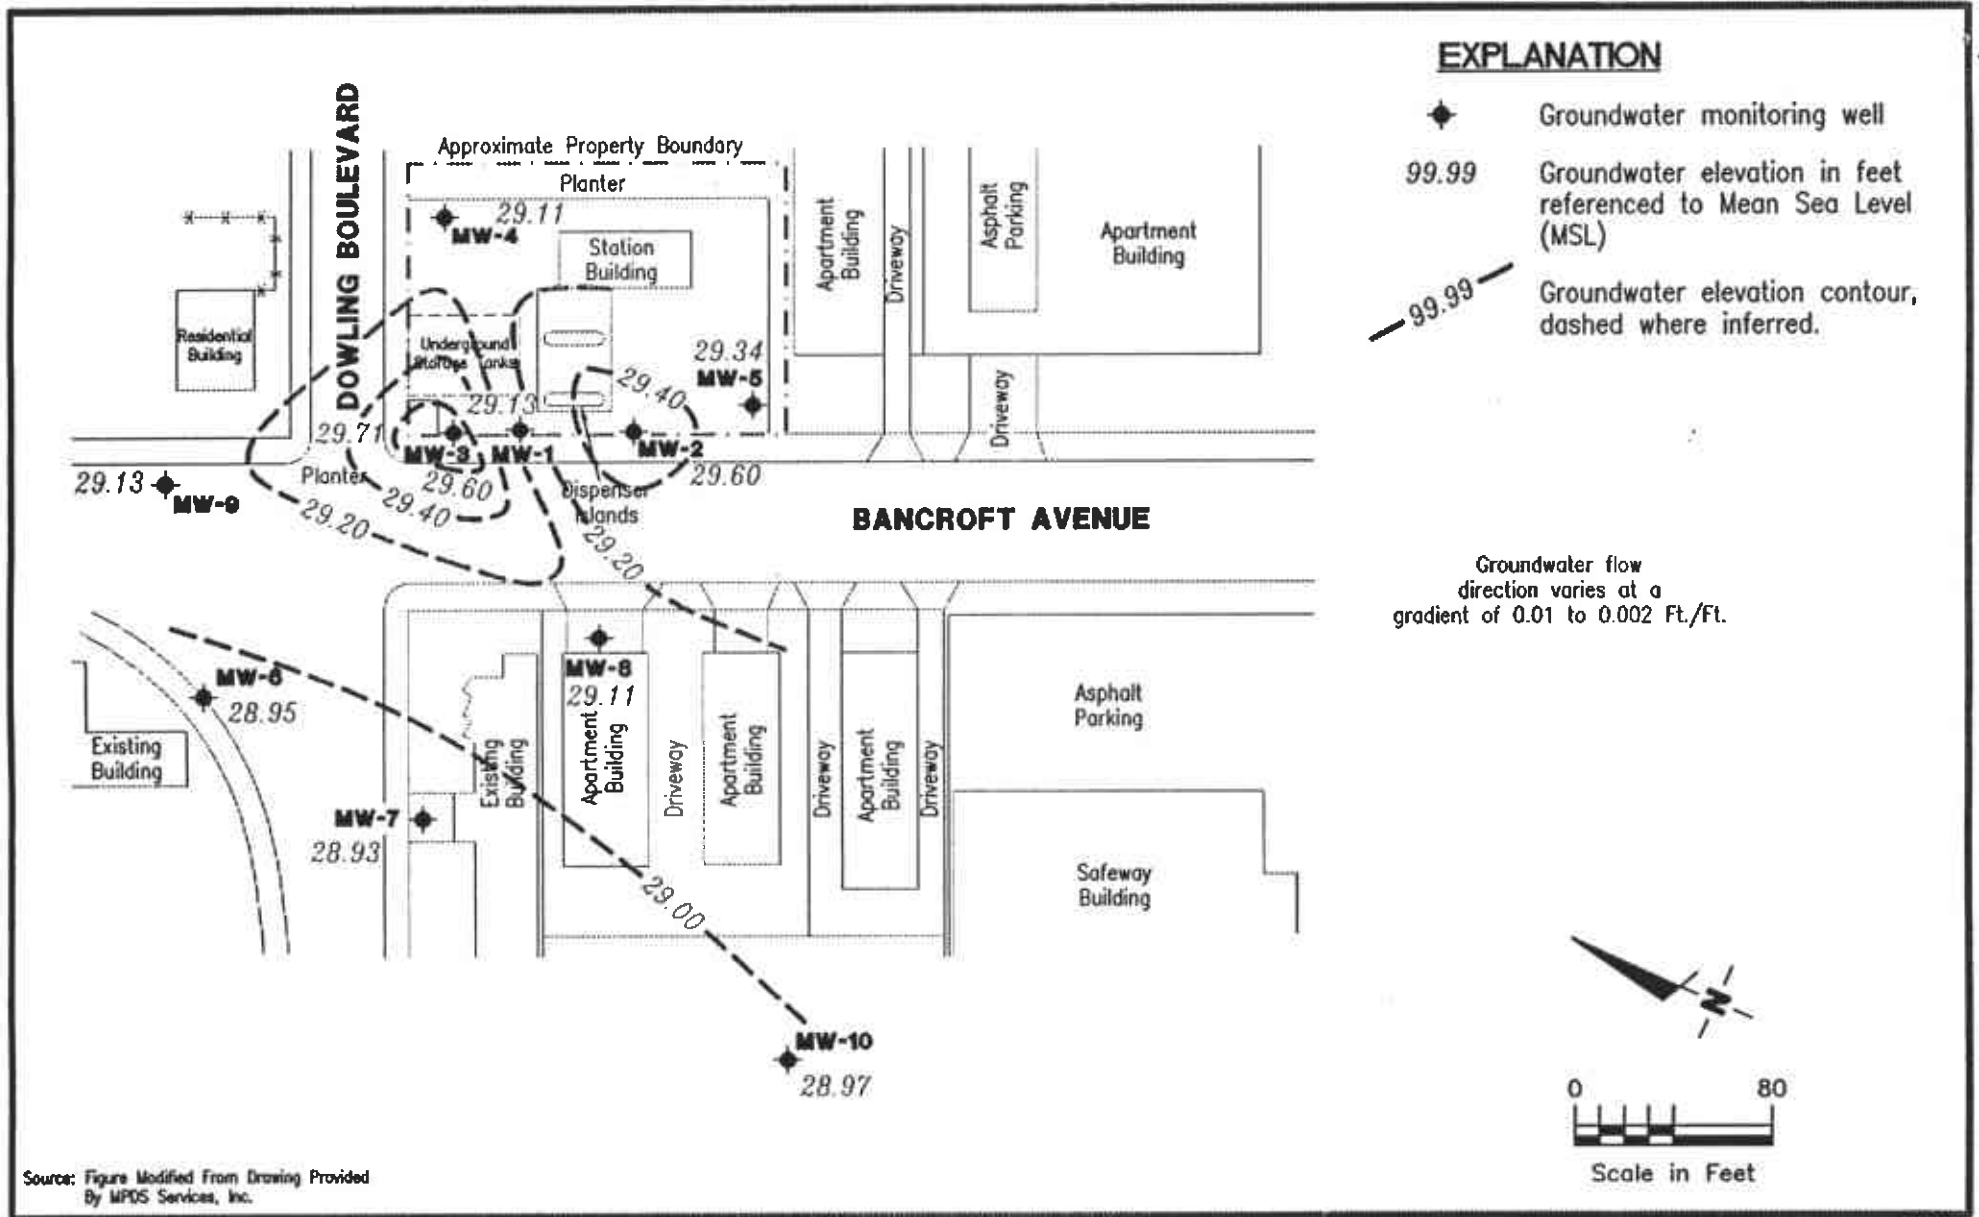 EXPLANATION
Groundwater monitoring well
99.99
Groundwater elevation in feet
referenced to Mean Sea Level
(MSL)
99.99
Groundwater elevation contour,
dashed where inferred.
DOWLING BOULEVARD
Approximate Property Boundary
Planter
29.11
MW-4
Station
Building
Apartment
Building
Driveway
Asphalt
Parking
Apartment
Building
Residential
Building
Underground
Storage Tanks
29.34
MW-5
29.40
29.13
Driveway
29.71
MW-3
MW-1
MW-2
29.60
Planter
29.60
29.40
29.20
29.13
MW-9
Dispenser
Islands
29.20
BANCROFT AVENUE
Groundwater flow
direction varies at a
gradient of 0.01 to 0.002 Ft./Ft.
MW-6
28.95
MW-8
29.11
Existing
Building
Existing
Building
Apartment
Building
Driveway
Apartment
Building
Driveway
Apartment
Building
Driveway
Asphalt
Parking
MW-7
28.93
29.00
Safeway
Building
MW-10
28.97
N
0 80
Scale in Feet
Source: Figure Modified From Drawing Provided
By MPDS Services, Inc.